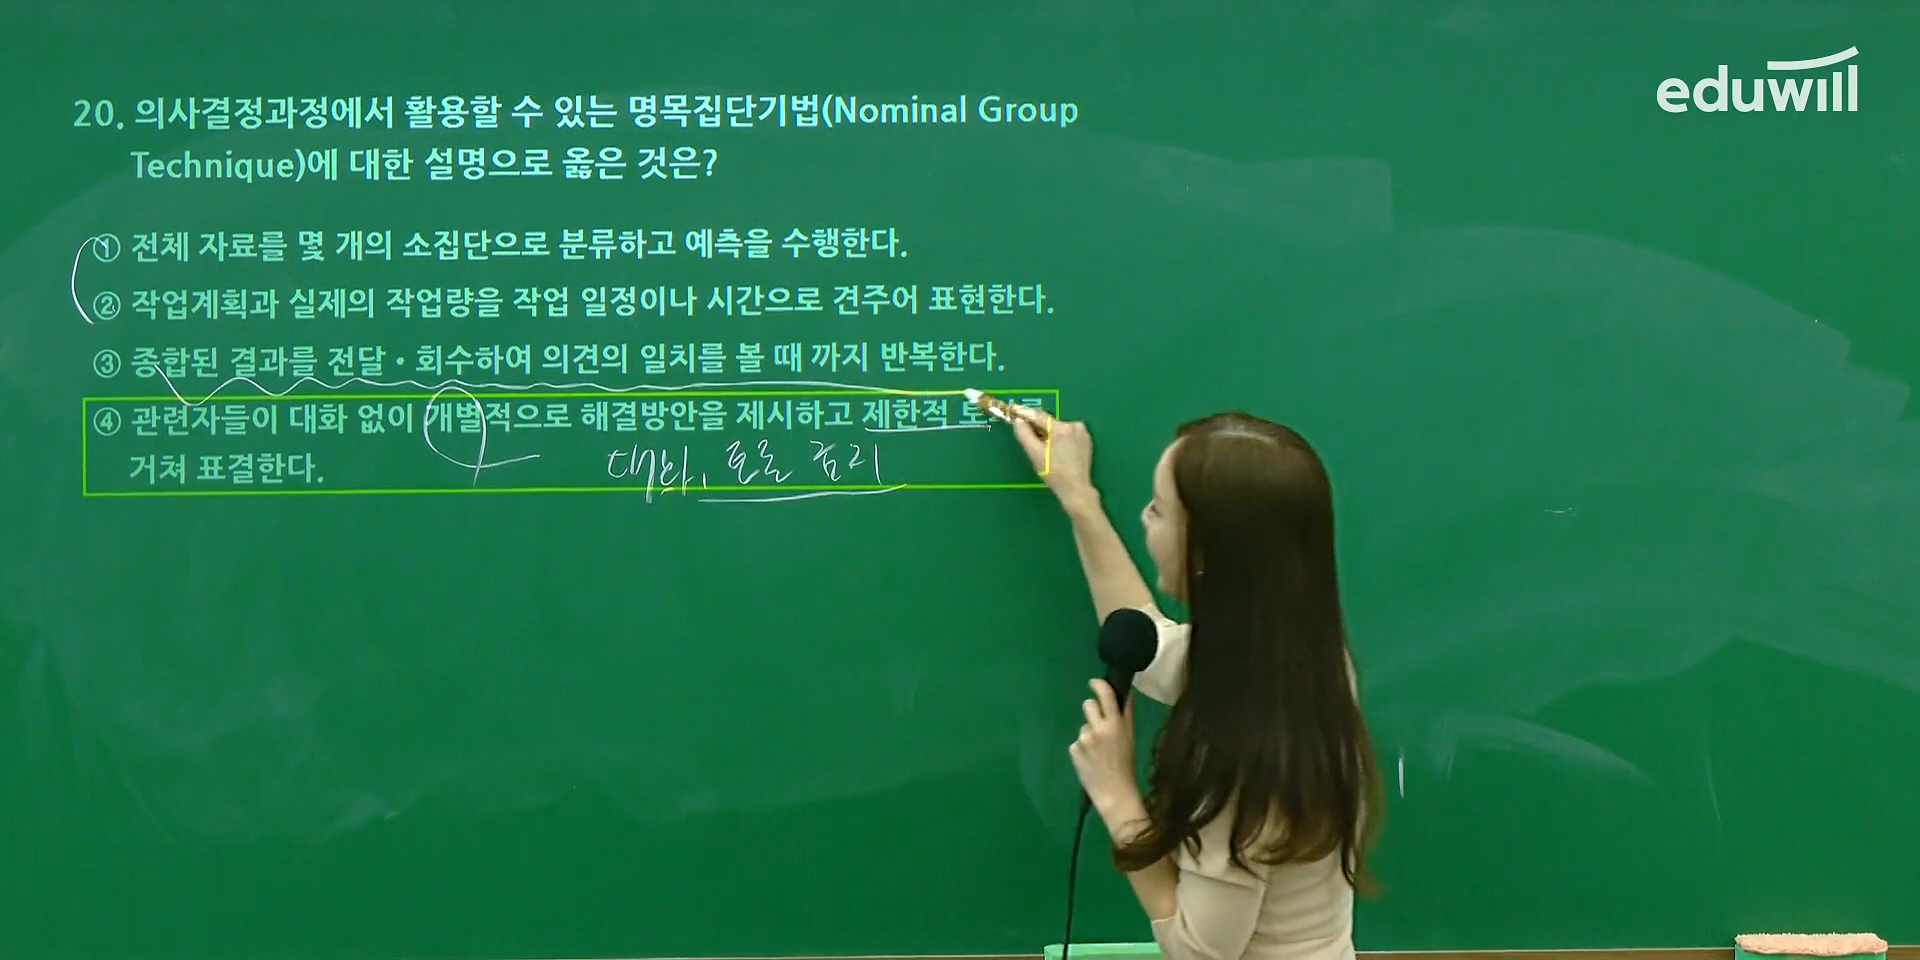 eduwill
20. 의사결정과정에서 활용할 수 있는 명목집단기법(Nominal Group
Technique)에 대한 설명으로 옳은 것은?
① 전체 자료를 몇 개의 소집단으로 분류하고 예측을 수행한다.
② 작업계획과 실제의 작업량을 작업 일정이나 시간으로 견주어 표현한다.
③ 종합된 결과를 전달・회수하여 의견의 일치를 볼 때 까지 반복한다.
④ 관련자들이 대화 없이 개별적으로 해결방안을 제시하고 제한적
거쳐 표결한다.
대화, 토론 금지